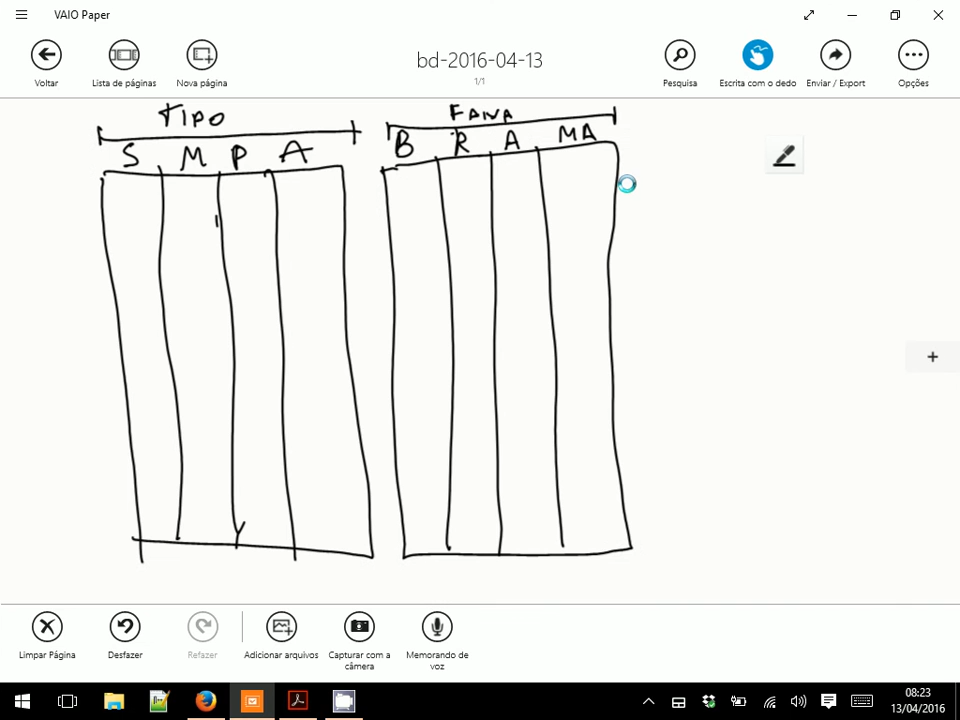 VAIO Paper
Voltar
Lista de páginas
Nova página
bd-2016-04-13
1/1
Pesquisa
Escrita com o dedo
Enviar / Export
Opções
TIPO
S M P A
FANA
B R A MA
Limpar Página
Desfazer
Refazer
Adicionar arquivos
Capturar com a câmera
Memorando de voz
08:23
13/04/2016